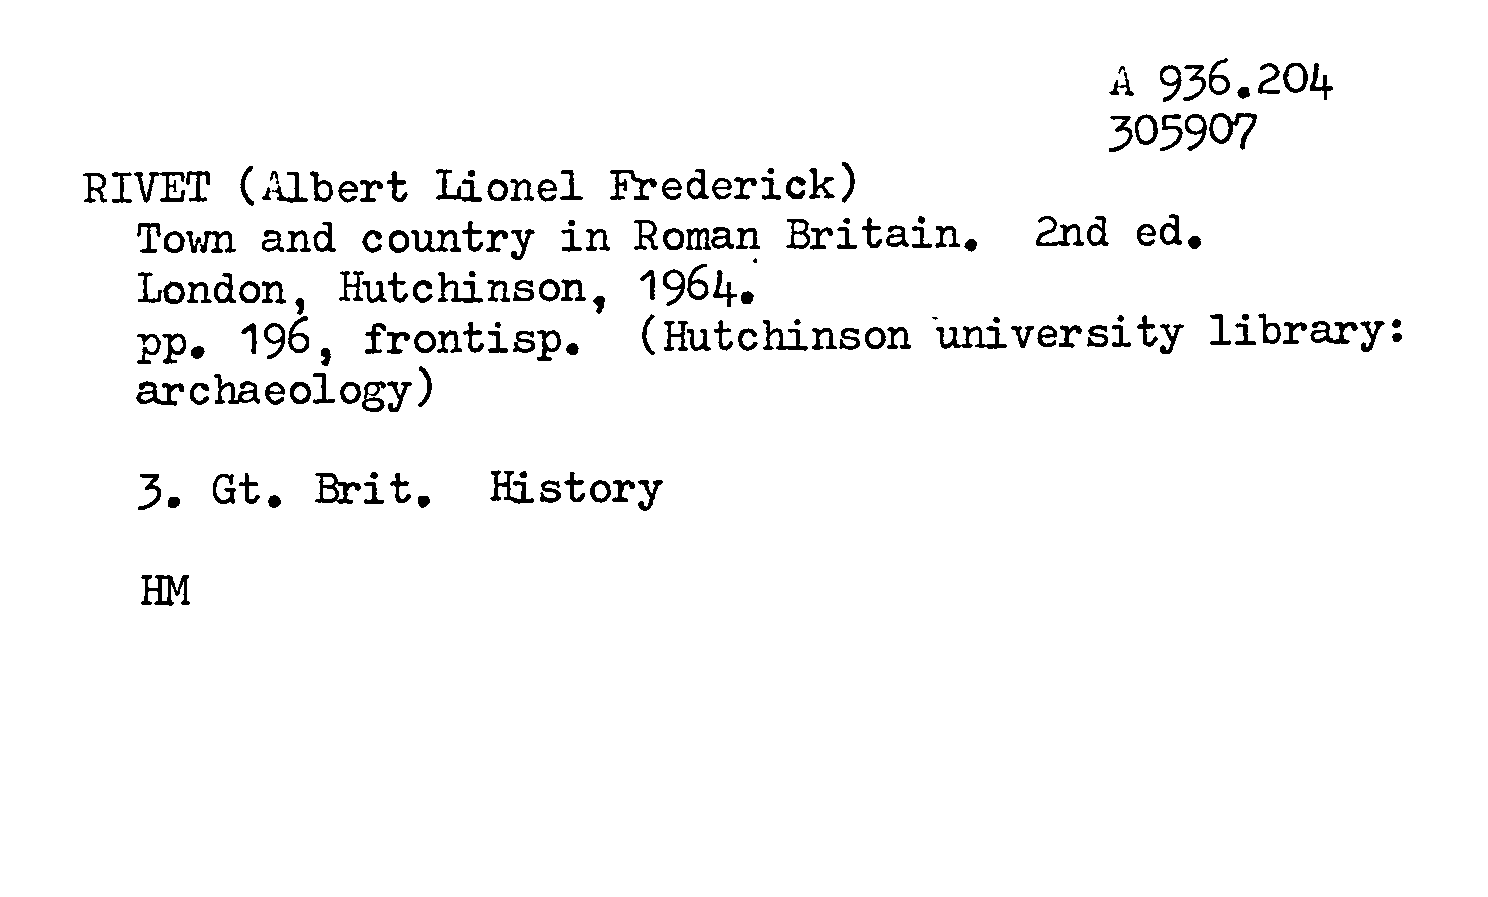 A 936.204
305907
RIVET (Albert Lionel Frederick)
Town and country in Roman Britain. 2nd ed.
London, Hutchinson, 1964.
pp. 196, frontisp. (Hutchinson university library:
archaeology)
3. Gt. Brit. History
HM